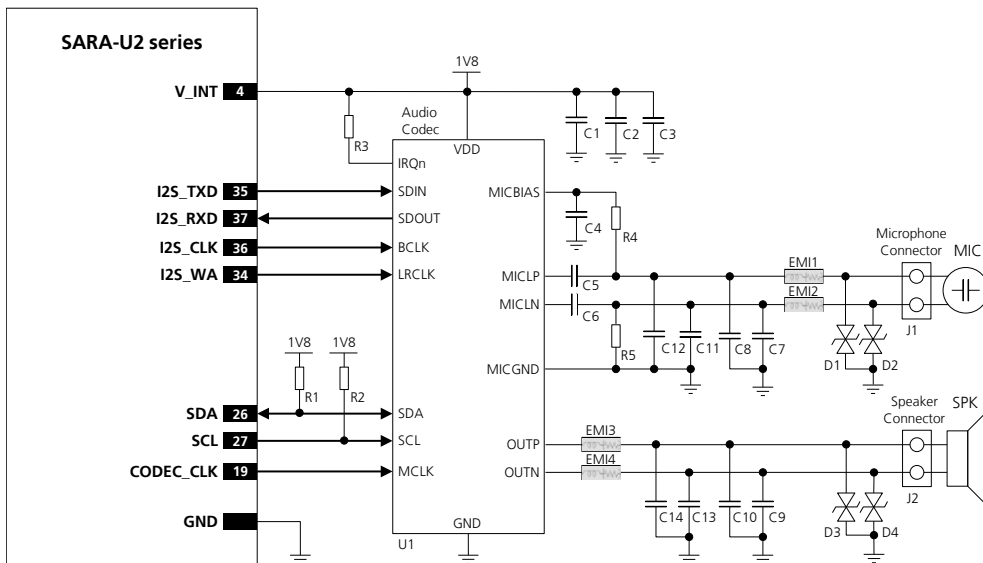 SARA-U2 series
V_INT 4
1V8
Audio
Codec
R3
VDD
C1
C2
C3
IRQn
I2S_TXD 35
SDIN
MICBIAS
I2S_RXD 37
SDOUT
C4
R4
I2S_CLK 36
BCLK
I2S_WA 34
LRCLK
Microphone
Connector
MIC
EMI1
MICLP
C5
EMI2
MICLN
C6
J1
R5
C12
C11
C8
C7
D1
D2
MICGND
1V8
1V8
R1
R2
SDA 26
SDA
SCL 27
SCL
CODEC_CLK 19
MCLK
Speaker
Connector
SPK
EMI3
OUTP
EMI4
OUTN
J2
C14
C13
C10
C9
D3
D4
GND
GND
U1